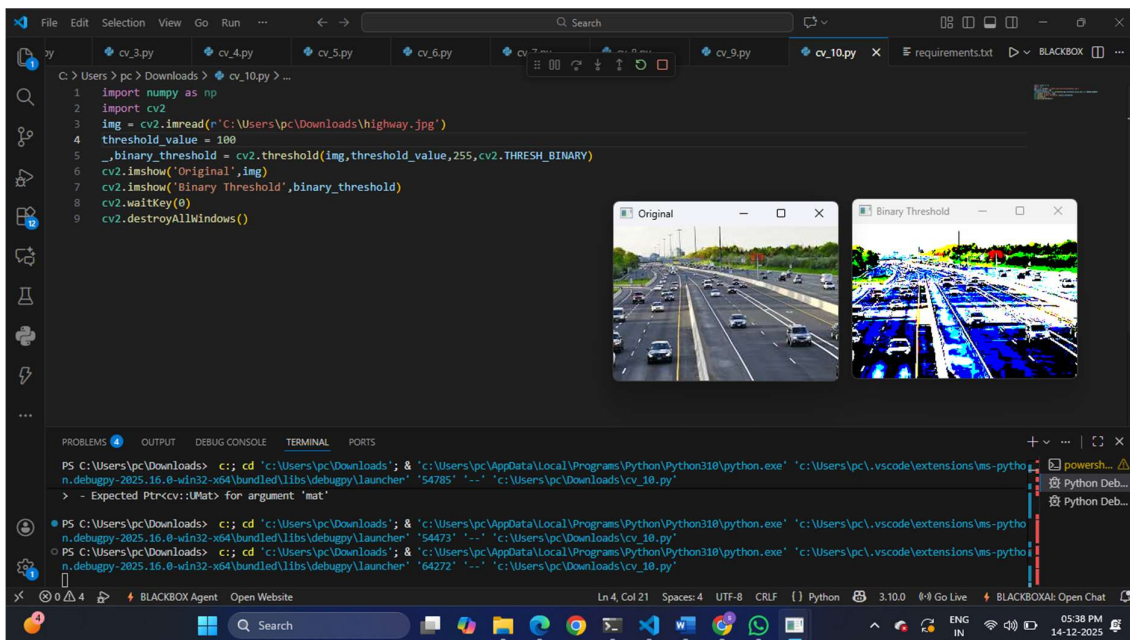 File Edit Selection View Go Run ... Search
cv_3.py cv_4.py cv_5.py cv_6.py cv_9.py cv_10.py requirements.txt BLACKBOX
C: > Users > pc > Downloads > cv_10.py > ...
1 import numpy as np
2 import cv2
3 img = cv2.imread(r'C:\Users\pc\Downloads\highway.jpg')
4 threshold_value = 100
5 _,binary_threshold = cv2.threshold(img,threshold_value,255,cv2.THRESH_BINARY)
6 cv2.imshow('Original',img)
7 cv2.imshow('Binary Threshold',binary_threshold)
8 cv2.waitKey(0)
9 cv2.destroyAllWindows()
Original
Binary Threshold
12
PROBLEMS 4 OUTPUT DEBUG CONSOLE TERMINAL PORTS
PS C:\Users\pc\Downloads> c:; cd 'c:\Users\pc\Downloads'; & 'c:\Users\pc\AppData\Local\Programs\Python\Python310\python.exe' 'c:\Users\pc\.vscode\extensions\ms-pytho
n.debugpy-2025.16.0-win32-x64\bundled\libs\debugpy\launcher' '54785' '--' 'c:\Users\pc\Downloads\cv_10.py'
> - Expected Ptr<cv::UMat> for argument 'mat'
PS C:\Users\pc\Downloads> c:; cd 'c:\Users\pc\Downloads'; & 'c:\Users\pc\AppData\Local\Programs\Python\Python310\python.exe' 'c:\Users\pc\.vscode\extensions\ms-pytho
n.debugpy-2025.16.0-win32-x64\bundled\libs\debugpy\launcher' '54473' '--' 'c:\Users\pc\Downloads\cv_10.py'
PS C:\Users\pc\Downloads> c:; cd 'c:\Users\pc\Downloads'; & 'c:\Users\pc\AppData\Local\Programs\Python\Python310\python.exe' 'c:\Users\pc\.vscode\extensions\ms-pytho
n.debugpy-2025.16.0-win32-x64\bundled\libs\debugpy\launcher' '64272' '--' 'c:\Users\pc\Downloads\cv_10.py'
powersh...
Python Deb...
Python Deb...
0 4 BLACKBOX Agent Open Website Ln 4, Col 21 Spaces: 4 UTF-8 CRLF {} Python 3.10.0 Go Live BLACKBOXAI: Open Chat
4 Search ENG IN 05:38 PM 14-12-2025